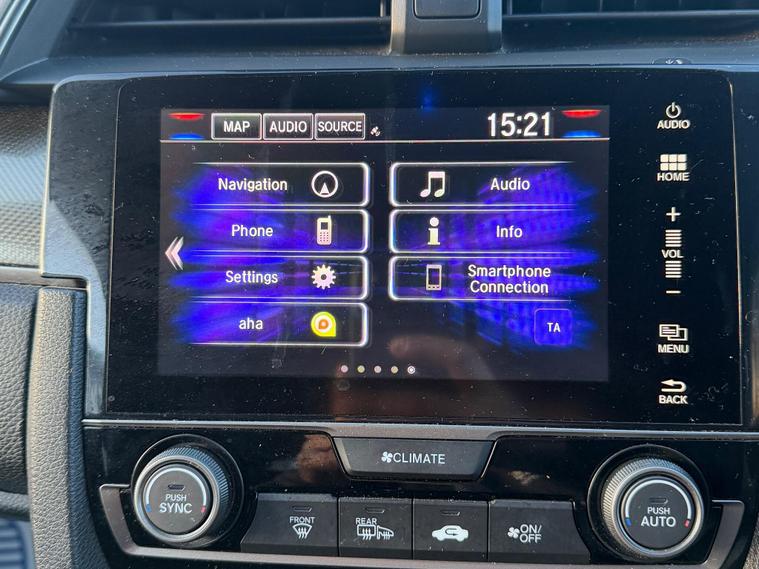 MAP AUDIO SOURCE 15:21
AUDIO
HOME
Navigation Audio
Phone Info
+
VOL
-
Settings Smartphone
Connection
aha TA
MENU
BACK
CLIMATE
PUSH
SYNC
FRONT
REAR
ON/
OFF
PUSH
AUTO